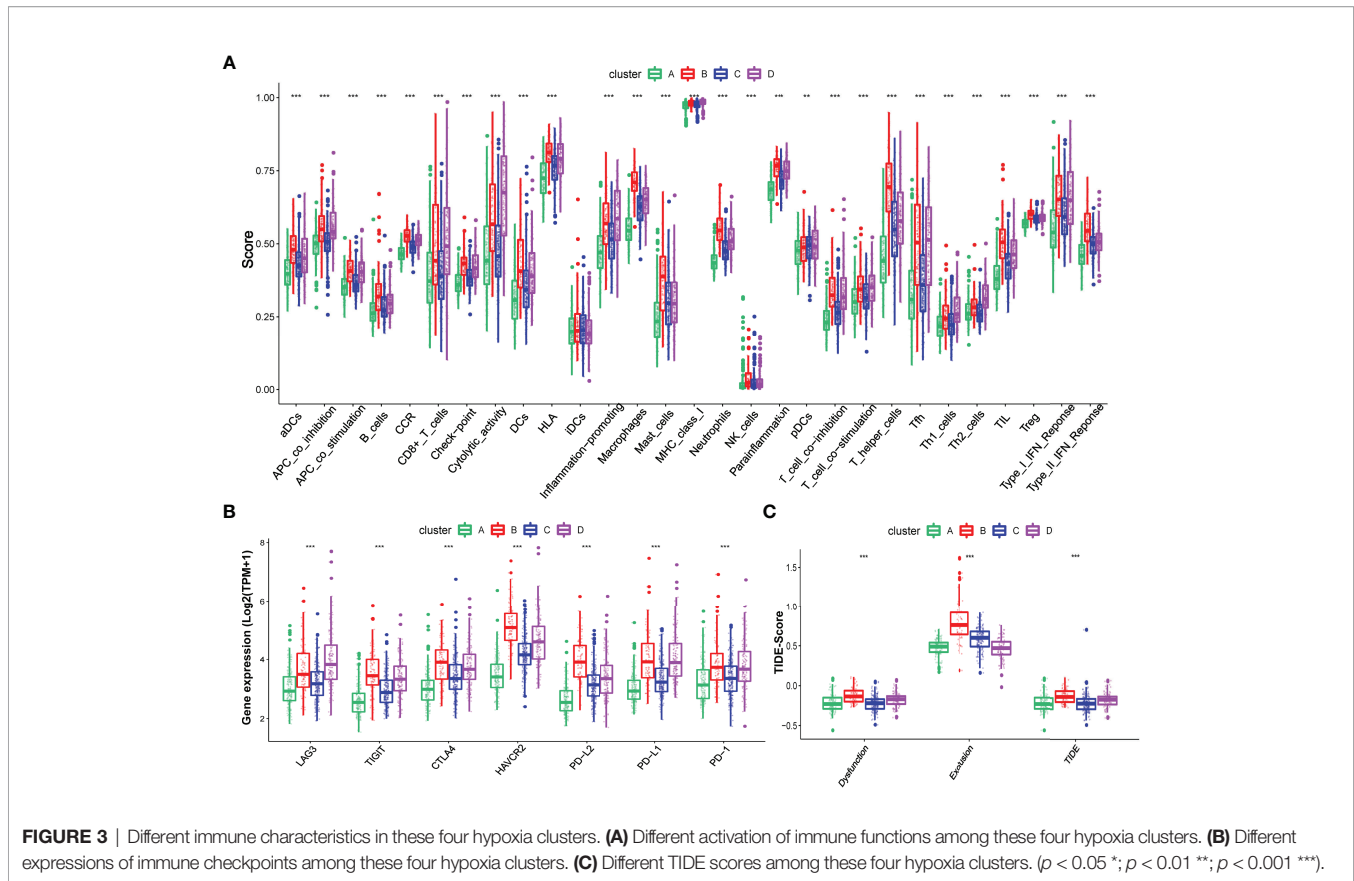 A
cluster A B C D
*** *** *** *** *** *** *** *** *** *** *** *** *** *** *** *** *** ** *** *** *** *** *** *** *** *** *** ***
Score
1.00
0.75
0.50
0.25
0.00
aDCs
APC_co_inhibition
APC_co_stimulation
B_cells
CCR
CD8+_T_cells
Check-point
Cytolytic_activity
DCs
HLA
iDCs
Inflammation-promoting
Macrophages
Mast_cells
MHC_class_I
Neutrophils
NK_cells
Parainflammation
pDCs
T_cell_co-inhibition
T_cell_co-stimulation
T_helper_cells
Tfh
Th1_cells
Th2_cells
TIL
Treg
Type_I_IFN_Reponse
Type_II_IFN_Reponse
B
cluster A B C D
*** *** *** *** *** *** ***
Gene expression (Log2(TPM+1)
8
6
4
2
LAG3
TIGIT
CTLA4
HAVCR2
PD-L2
PD-L1
PD-1
C
cluster A B C D
*** *** ***
TIDE-Score
1.5
1.0
0.5
0.0
−0.5
Dysfunction
Exclusion
TIDE
FIGURE 3 | Different immune characteristics in these four hypoxia clusters. (A) Different activation of immune functions among these four hypoxia clusters. (B) Different
expressions of immune checkpoints among these four hypoxia clusters. (C) Different TIDE scores among these four hypoxia clusters. (p < 0.05 *; p < 0.01 **; p < 0.001 ***).